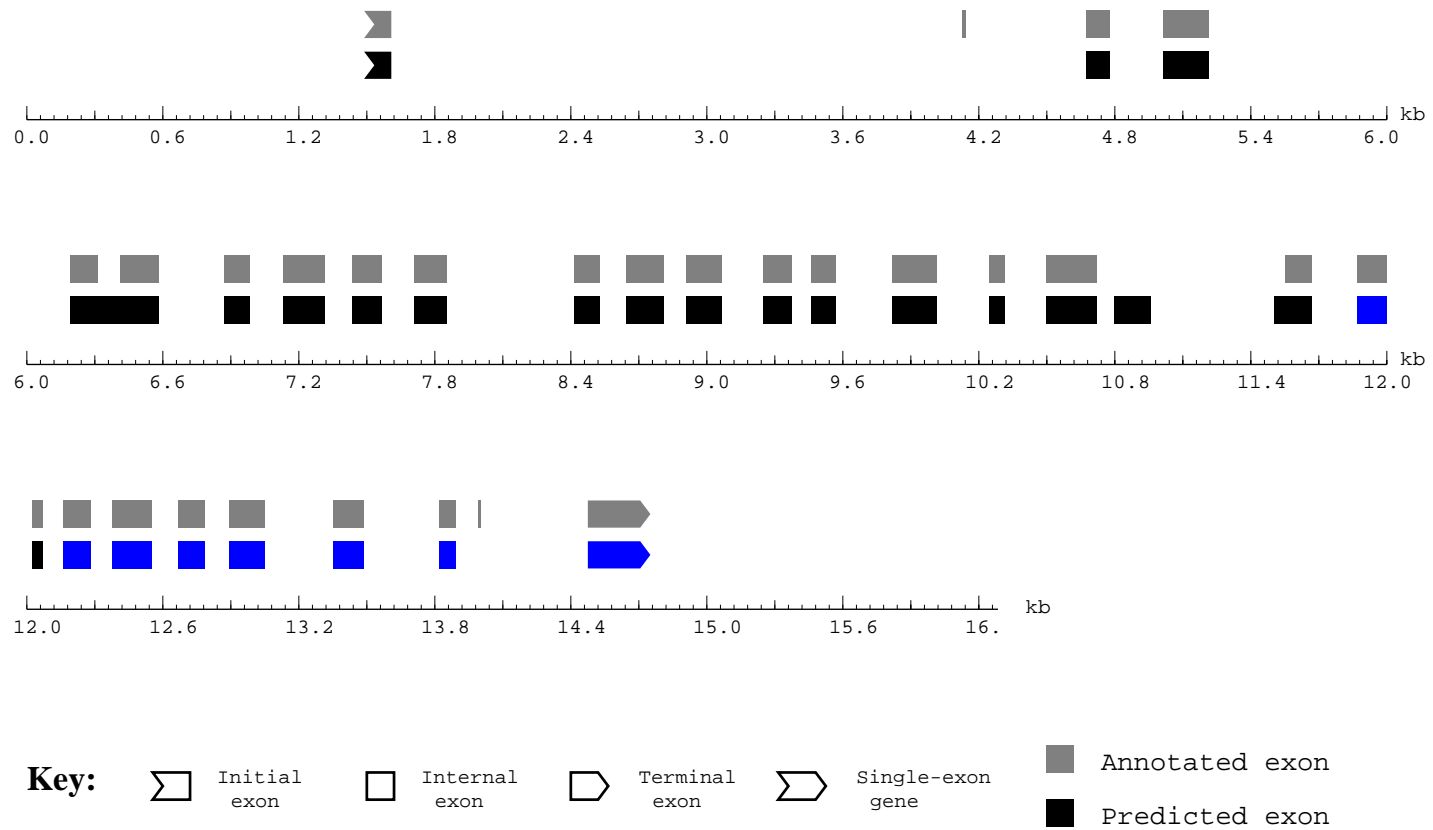 kb
0.0 0.6 1.2 1.8 2.4 3.0 3.6 4.2 4.8 5.4 6.0
kb
6.0 6.6 7.2 7.8 8.4 9.0 9.6 10.2 10.8 11.4 12.0
kb
12.0 12.6 13.2 13.8 14.4 15.0 15.6 16.
Key:
Initial exon
Internal exon
Terminal exon
Single-exon gene
Annotated exon
Predicted exon